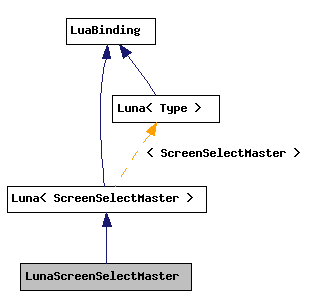 LuaBinding
Luna< Type >
< ScreenSelectMaster >
Luna< ScreenSelectMaster >
LunaScreenSelectMaster